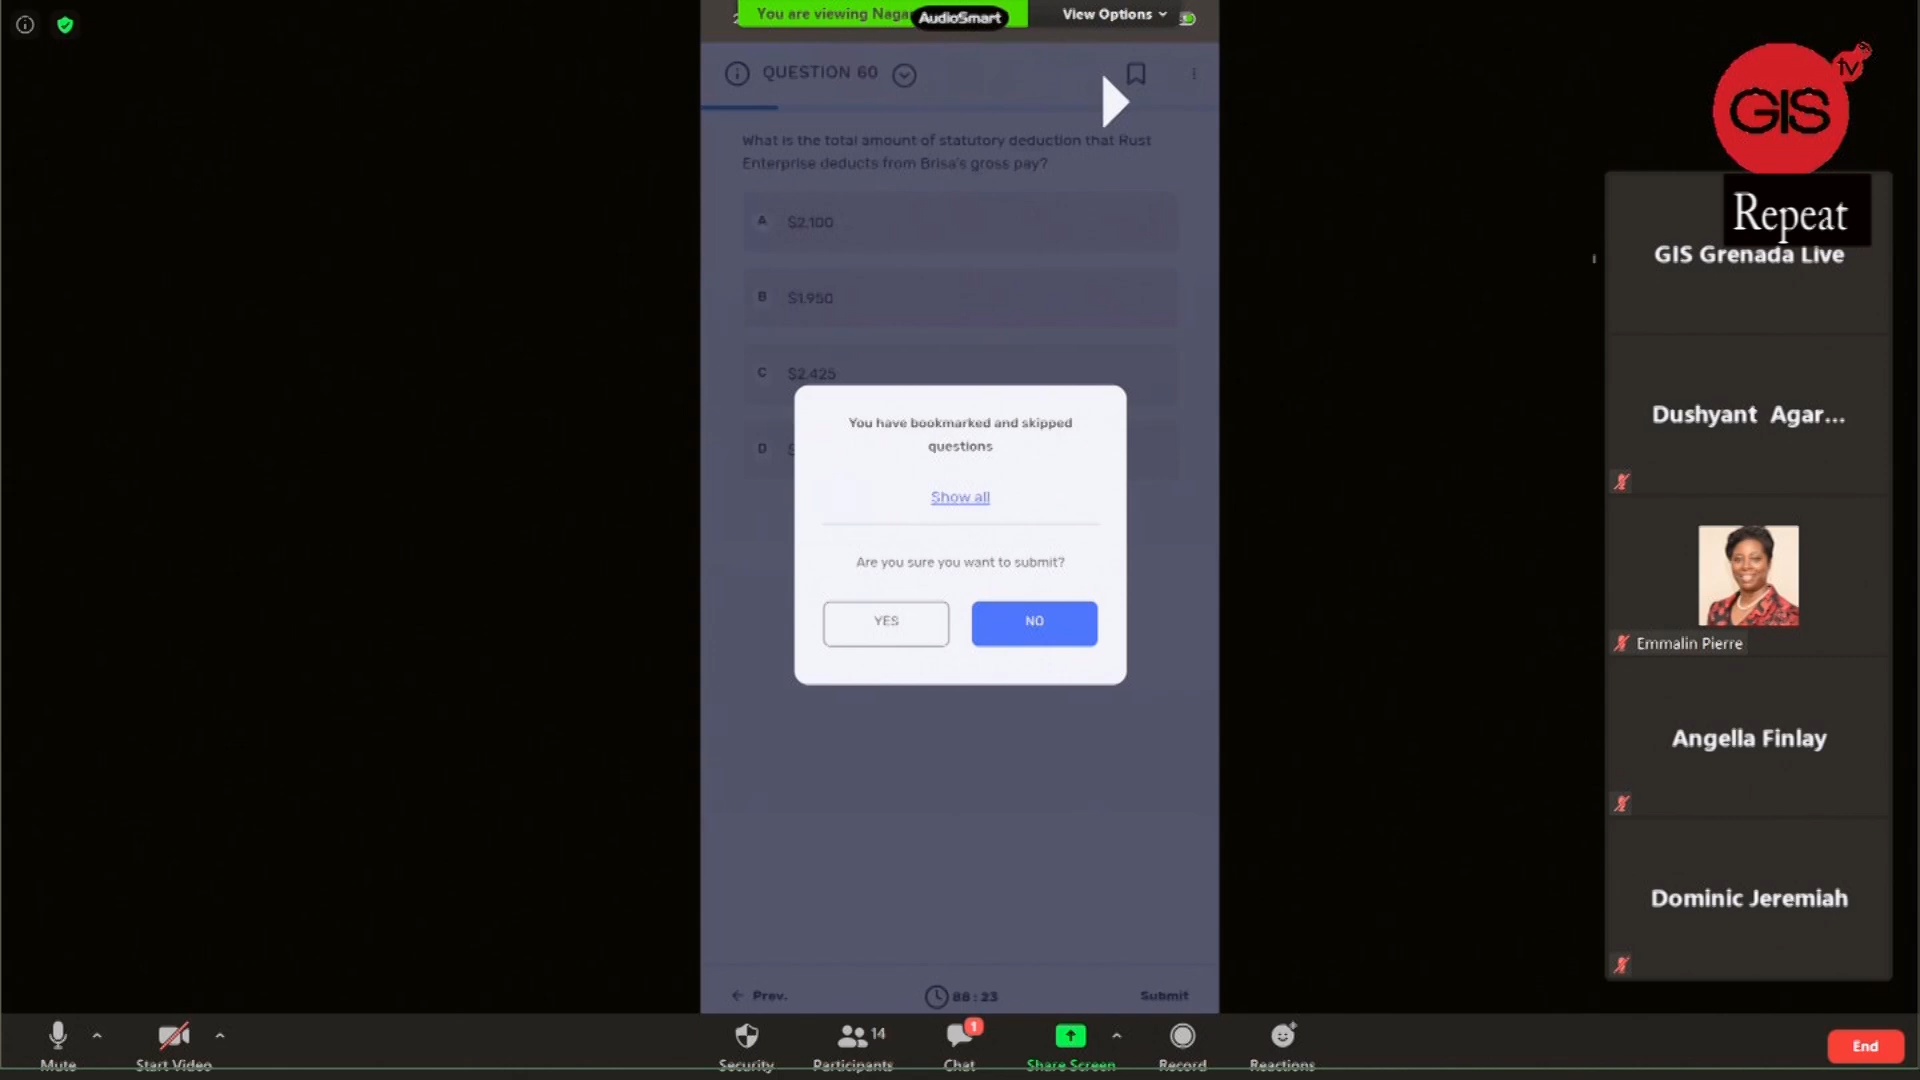 You are viewing Naga
AudioSmart
View Options
GIS
tv
Repeat
QUESTION 60
What is the total amount of statutory deduction that Rust
Enterprise deducts from Brisa's gross pay?
A $2,100
B $1,950
C $2,425
D
You have bookmarked and skipped
questions
Show all
Are you sure you want to submit?
YES
NO
Prev.
88 : 23
Submit
GIS Grenada Live
Dushyant Agar...
Emmalin Pierre
Angella Finlay
Dominic Jeremiah
Mute
Start Video
Security
Participants
14
Chat
1
Share Screen
Record
Reactions
End